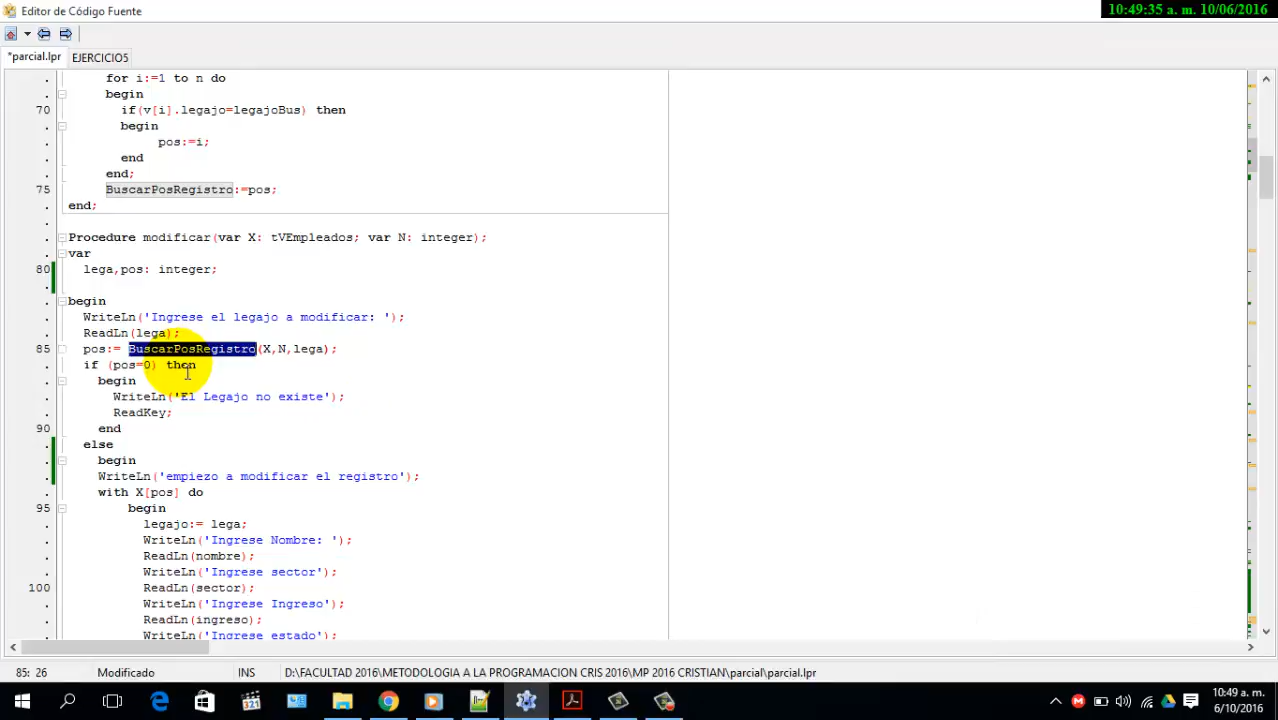 Editor de Código Fuente
10:49:35 a. m. 10/06/2016
*parcial.lpr EJERCICIO5
for i:=1 to n do
begin
70 if(v[i].legajo=legajoBus) then
begin
pos:=i;
end
end;
75 BuscarPosRegistro:=pos;
end;
Procedure modificar(var X: tVEmpleados; var N: integer);
var
80 lega,pos: integer;
begin
WriteLn('Ingrese el legajo a modificar: ');
ReadLn(lega);
85 pos:= BuscarPosRegistro(X,N,lega);
if (pos=0) then
begin
WriteLn('El Legajo no existe');
ReadKey;
90 end
else
begin
WriteLn('empiezo a modificar el registro');
with X[pos] do
95 begin
legajo:= lega;
WriteLn('Ingrese Nombre: ');
ReadLn(nombre);
WriteLn('Ingrese sector');
100 ReadLn(sector);
WriteLn('Ingrese Ingreso');
ReadLn(ingreso);
WriteLn('Ingrese estado');
85: 26 Modificado INS D:\FACULTAD 2016\METODOLOGIA A LA PROGRAMACION CRIS 2016\MP 2016 CRISTIAN\parcial\parcial.lpr
321
10:49 a. m.
6/10/2016